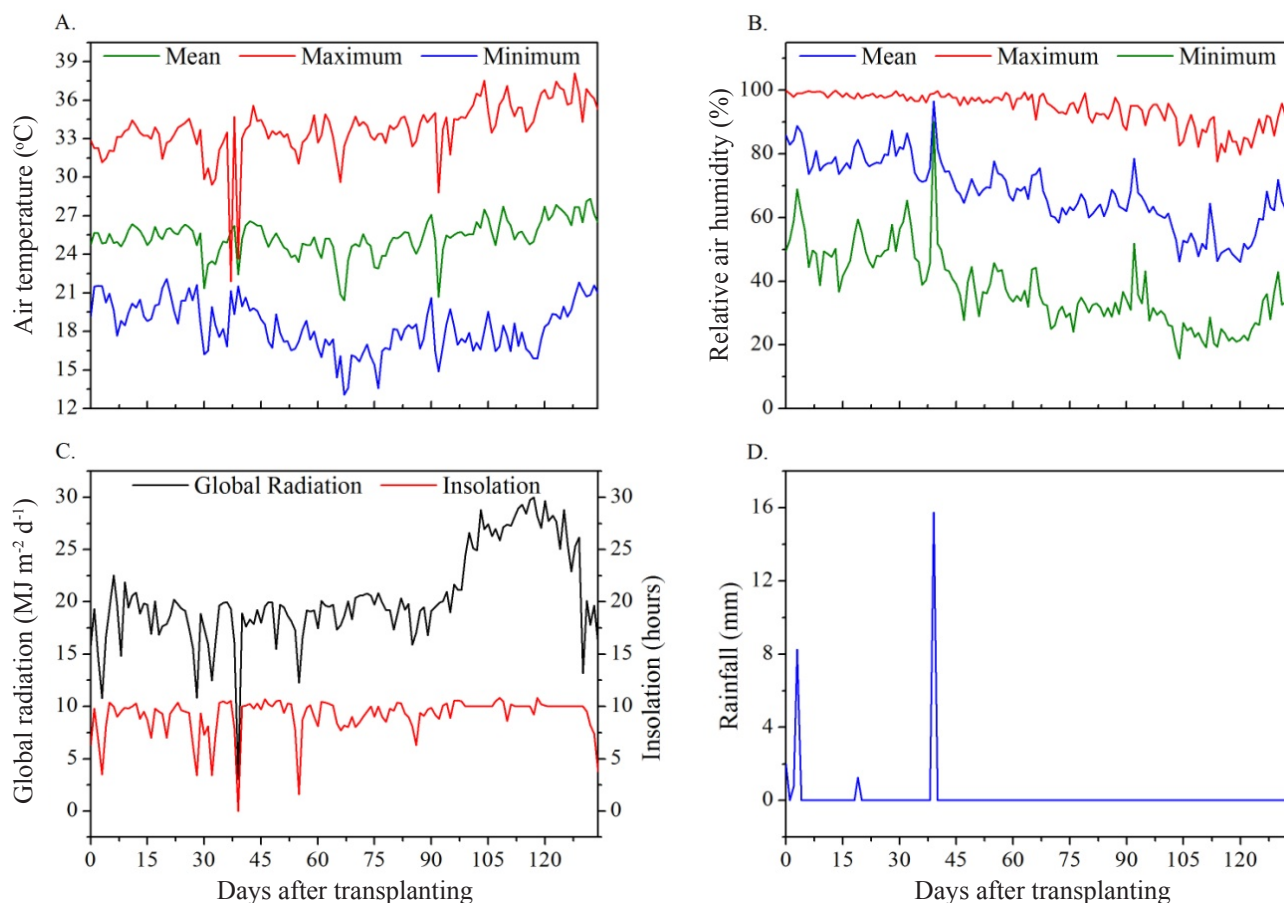 A.
Mean Maximum Minimum
Air temperature (°C)
39
36
33
30
27
24
21
18
15
12
B.
Mean Maximum Minimum
Relative air humidity (%)
100
80
60
40
20
0
C.
Global Radiation Insolation
Global radiation (MJ m-2 d-1)
30
25
20
15
10
5
0
30
25
20
15
10
5
0
Insolation (hours)
0 15 30 45 60 75 90 105 120
Days after transplanting
D.
Rainfall (mm)
16
12
8
4
0
0 15 30 45 60 75 90 105 120
Days after transplanting